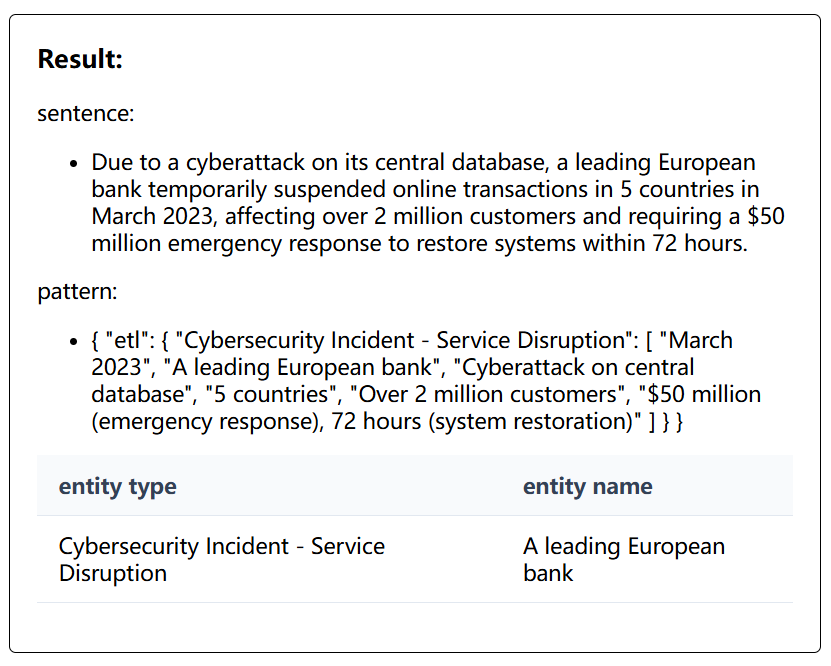 Result:
sentence:
• Due to a cyberattack on its central database, a leading European
bank temporarily suspended online transactions in 5 countries in
March 2023, affecting over 2 million customers and requiring a $50
million emergency response to restore systems within 72 hours.
pattern:
• { "etl": { "Cybersecurity Incident - Service Disruption": [ "March
2023", "A leading European bank", "Cyberattack on central
database", "5 countries", "Over 2 million customers", "$50 million
(emergency response), 72 hours (system restoration)" ] } }
entity type entity name
Cybersecurity Incident - Service A leading European
Disruption bank